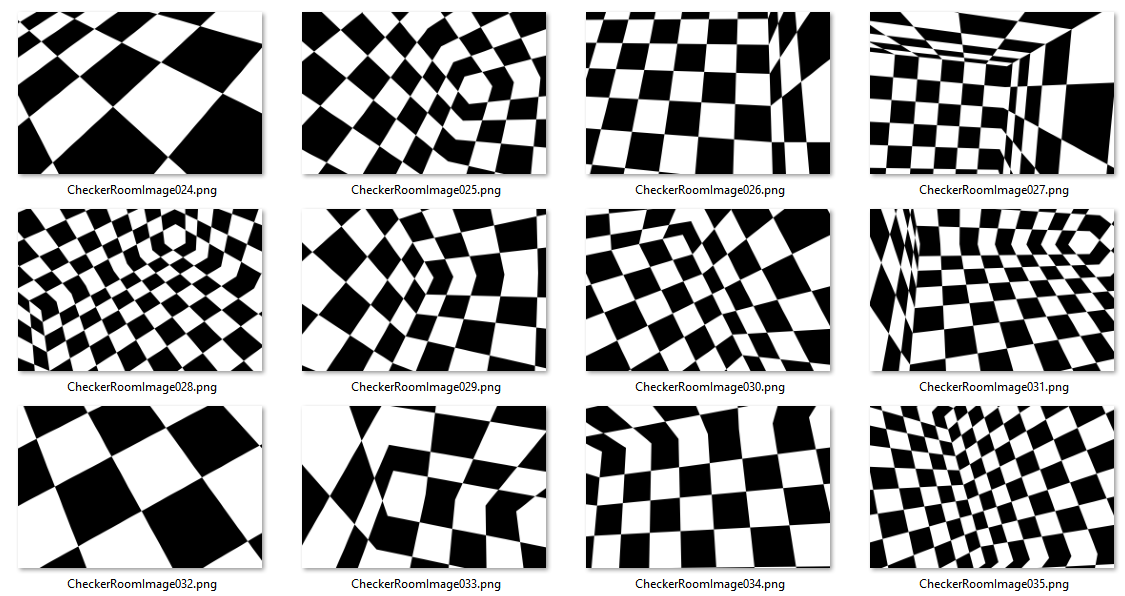 CheckerRoomImage024.png
CheckerRoomImage025.png
CheckerRoomImage026.png
CheckerRoomImage027.png
CheckerRoomImage028.png
CheckerRoomImage029.png
CheckerRoomImage030.png
CheckerRoomImage031.png
CheckerRoomImage032.png
CheckerRoomImage033.png
CheckerRoomImage034.png
CheckerRoomImage035.png